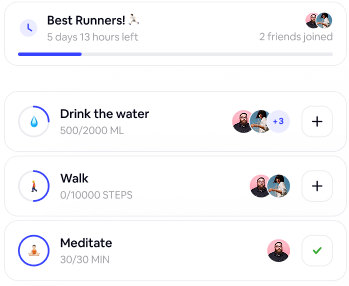 Best Runners! 🏃🏻
5 days 13 hours left
2 friends joined
Drink the water
500/2000 ML
+3
Walk
0/10000 STEPS
Meditate
30/30 MIN